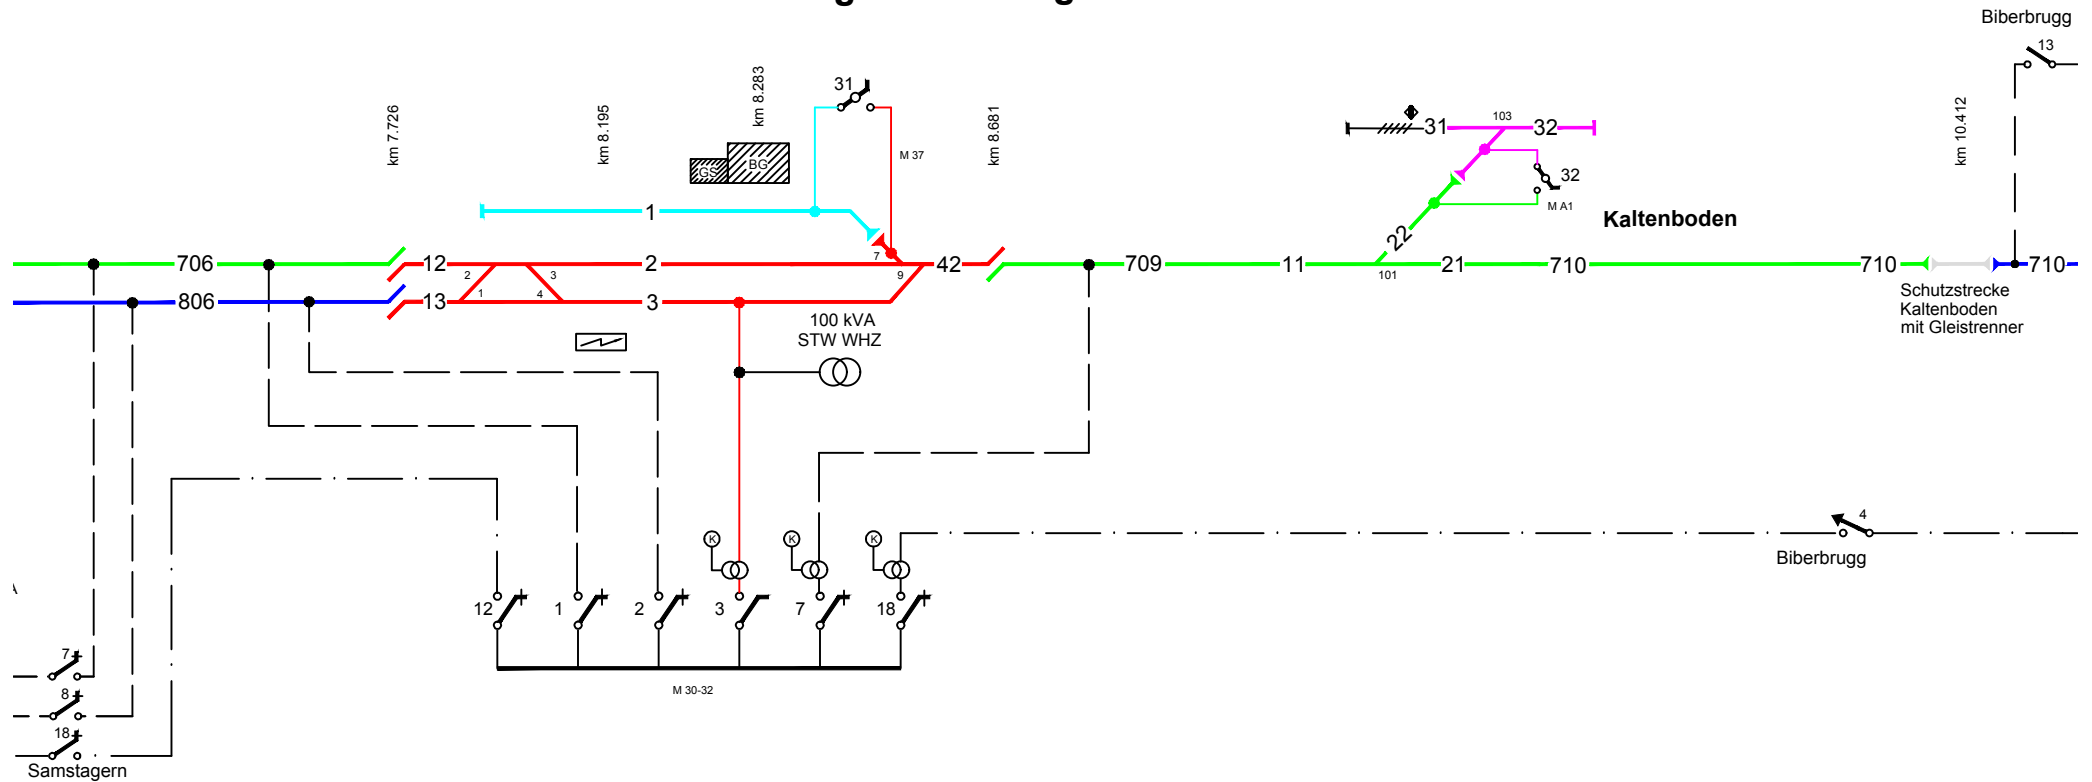 Biberbrugg
13
km 7.726
km 8.195
km 8.283
31
km 8.681
km 10.412
M 37
GS
BG
31
103
32
32
M A1
Kaltenboden
1
22
706
12
2
2
3
7
9
42
709
11
101
21
710
710
710
806
13
1
4
3
Schutzstrecke
Kaltenboden
mit Gleistrenner
100 kVA
STW WHZ
4
Biberbrugg
K
K
K
12
1
2
3
7
18
7
8
18
M 30-32
Samstagern